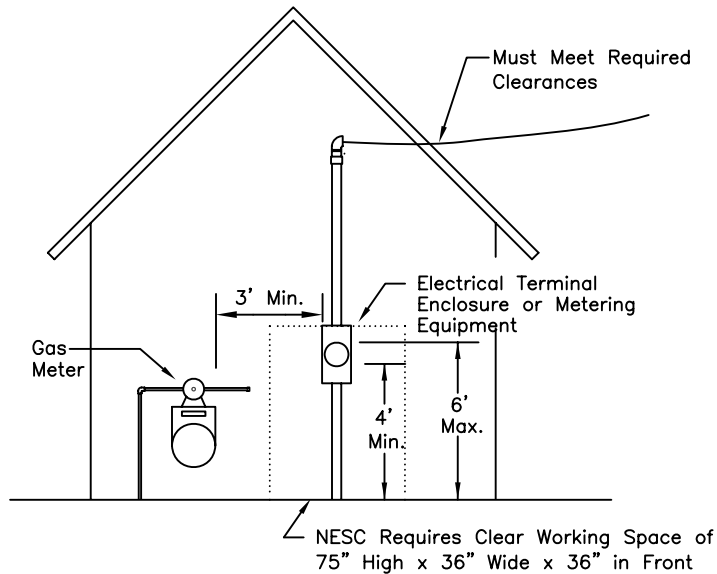 Must Meet Required
Clearances
Electrical Terminal
Enclosure or Metering
Equipment
3' Min.
Gas
Meter
4'
Min.
6'
Max.
NESC Requires Clear Working Space of
75" High x 36" Wide x 36" in Front